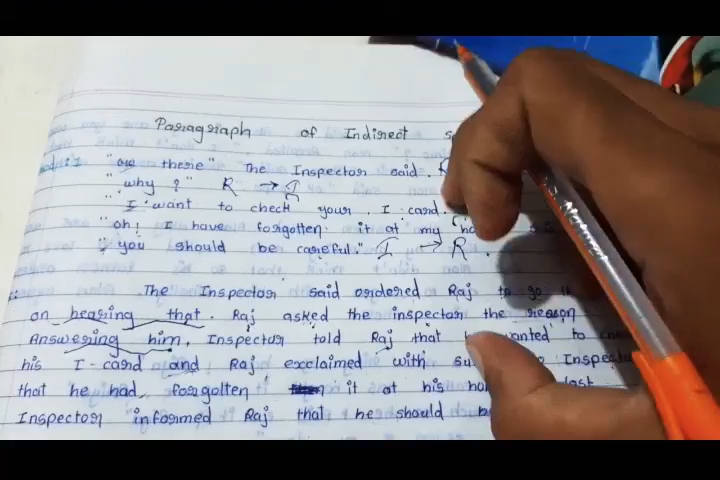 Paragraph of Indirect
"go there" The Inspector said.
"why ?" R → I
"I want to check your I card.
"oh! I have forgotten it at my
"you should be careful." I → R.
The Inspector said ordered Raj to go
on hearing that. Raj asked the inspector the reason
Answering him, Inspector told Raj that wanted to
his I-card and Raj exclaimed with
that he had forgotten it at his last
Inspector informed Raj that he should